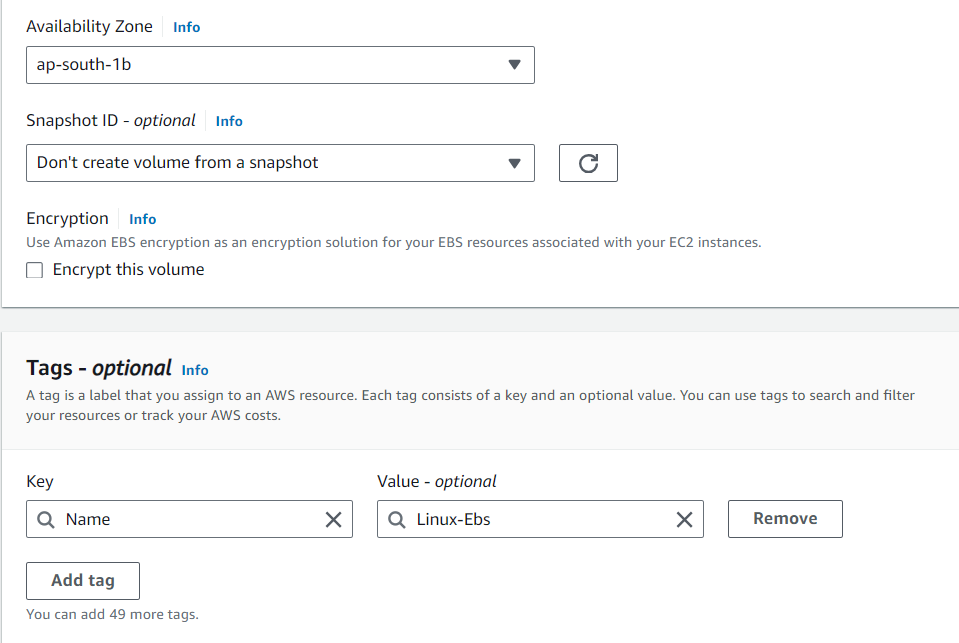 Availability Zone Info
ap-south-1b
Snapshot ID - optional Info
Don't create volume from a snapshot
Encryption Info
Use Amazon EBS encryption as an encryption solution for your EBS resources associated with your EC2 instances.
Encrypt this volume
Tags - optional Info
A tag is a label that you assign to an AWS resource. Each tag consists of a key and an optional value. You can use tags to search and filter
your resources or track your AWS costs.
Key Value - optional
Name Linux-Ebs Remove
Add tag
You can add 49 more tags.